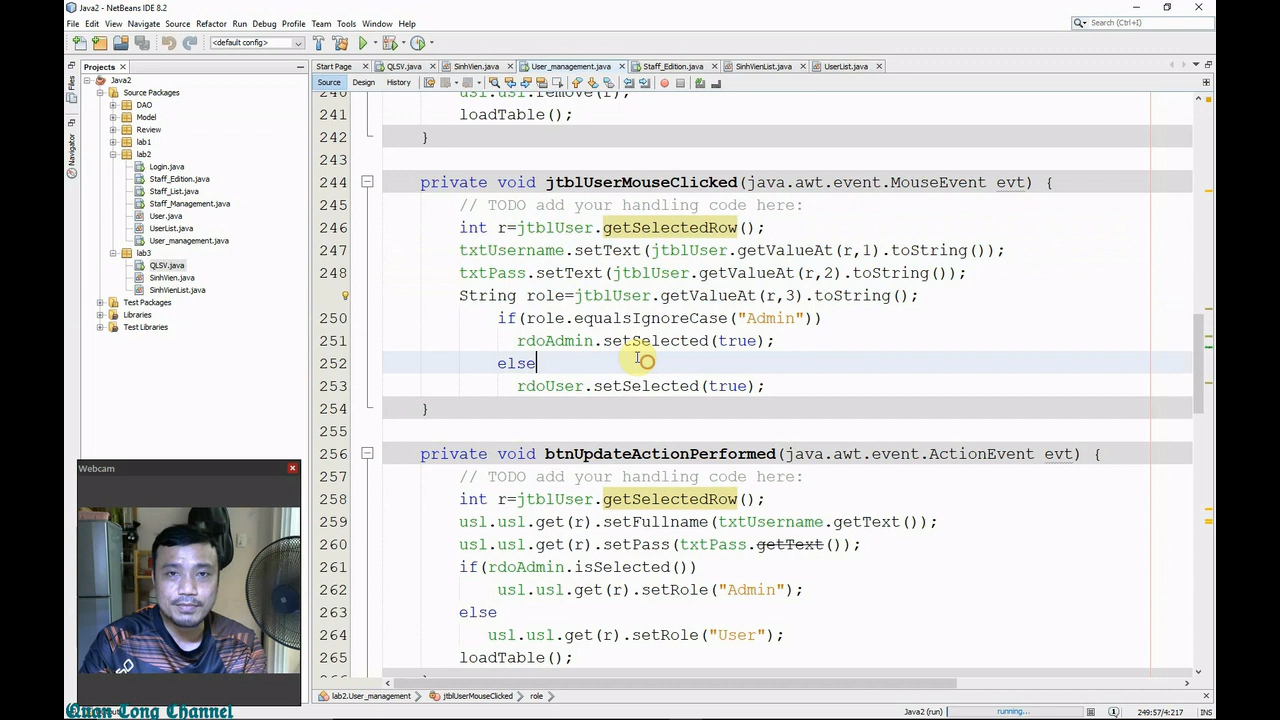 Java2 - NetBeans IDE 8.2
File Edit View Navigate Source Refactor Run Debug Profile Team Tools Window Help
<default config>
Search (Ctrl+I)
Projects
Start Page QLSV.java SinhVien.java User_management.java Staff_Edition.java SinhVienList.java UserList.java
Source Design History
Files
Navigator
Java2
Source Packages
DAO
Model
Review
lab1
lab2
Login.java
Staff_Edition.java
Staff_List.java
Staff_Management.java
User.java
UserList.java
User_management.java
lab3
QLSV.java
SinhVien.java
SinhVienList.java
Test Packages
Libraries
Test Libraries
240 usl.usl.remove(r);
241 loadTable();
242 }
243
244 private void jtblUserMouseClicked(java.awt.event.MouseEvent evt) {
245 // TODO add your handling code here:
246 int r=jtblUser.getSelectedRow();
247 txtUsername.setText(jtblUser.getValueAt(r,1).toString());
248 txtPass.setText(jtblUser.getValueAt(r,2).toString());
String role=jtblUser.getValueAt(r,3).toString();
250 if(role.equalsIgnoreCase("Admin"))
251 rdoAdmin.setSelected(true);
252 else
253 rdoUser.setSelected(true);
254 }
255
256 private void btnUpdateActionPerformed(java.awt.event.ActionEvent evt) {
257 // TODO add your handling code here:
258 int r=jtblUser.getSelectedRow();
259 usl.usl.get(r).setFullname(txtUsername.getText());
260 usl.usl.get(r).setPass(txtPass.getText());
261 if(rdoAdmin.isSelected())
262 usl.usl.get(r).setRole("Admin");
263 else
264 usl.usl.get(r).setRole("User");
265 loadTable();
Webcam
lab2.User_management jtblUserMouseClicked role
Quan Tong Channel
Java2 (run) running... 249:57/4:217 INS